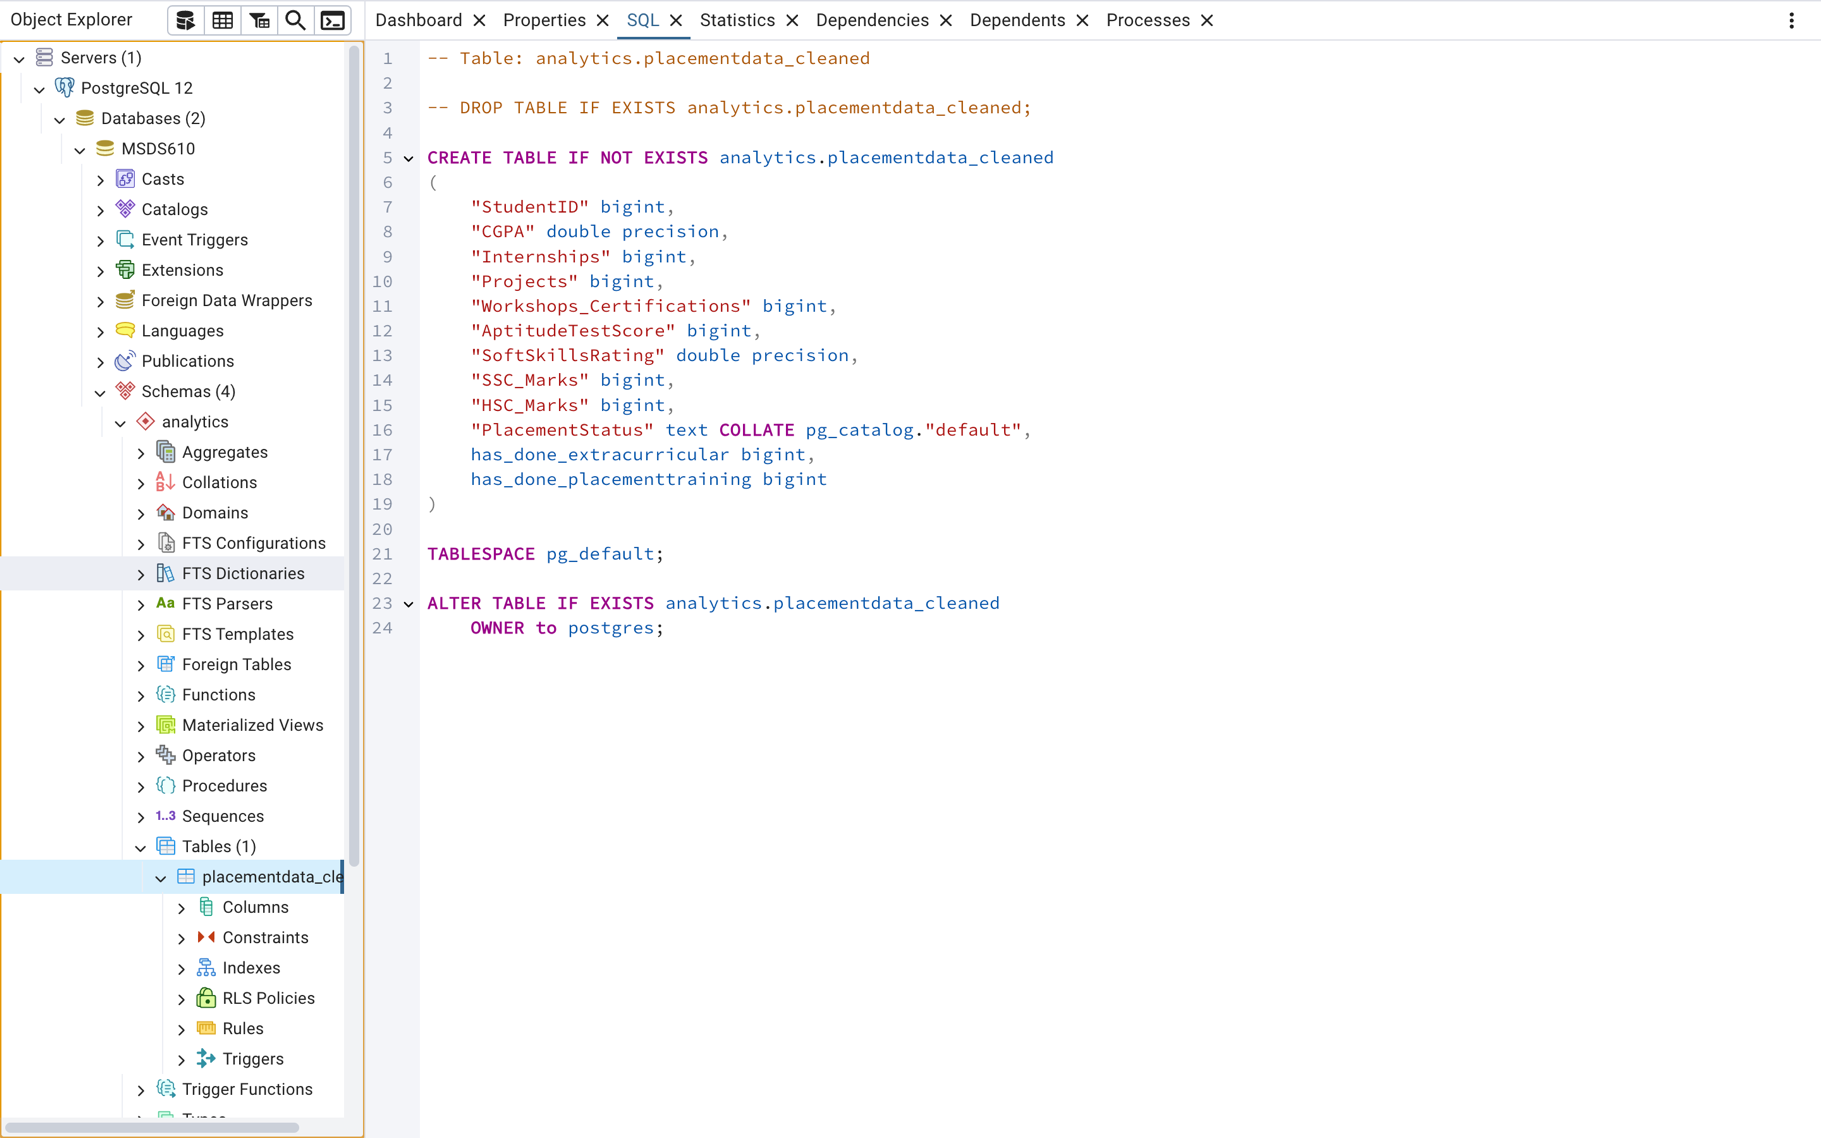 Object Explorer
Dashboard Properties SQL Statistics Dependencies Dependents Processes
Servers (1)
PostgreSQL 12
Databases (2)
MSDS610
Casts
Catalogs
Event Triggers
Extensions
Foreign Data Wrappers
Languages
Publications
Schemas (4)
analytics
Aggregates
Collations
Domains
FTS Configurations
FTS Dictionaries
Aa FTS Parsers
FTS Templates
Foreign Tables
Functions
Materialized Views
Operators
Procedures
1..3 Sequences
Tables (1)
placementdata_cle
Columns
Constraints
Indexes
RLS Policies
Rules
Triggers
Trigger Functions
1 -- Table: analytics.placementdata_cleaned
2
3 -- DROP TABLE IF EXISTS analytics.placementdata_cleaned;
4
5 CREATE TABLE IF NOT EXISTS analytics.placementdata_cleaned
6 (
7 "StudentID" bigint,
8 "CGPA" double precision,
9 "Internships" bigint,
10 "Projects" bigint,
11 "Workshops_Certifications" bigint,
12 "AptitudeTestScore" bigint,
13 "SoftSkillsRating" double precision,
14 "SSC_Marks" bigint,
15 "HSC_Marks" bigint,
16 "PlacementStatus" text COLLATE pg_catalog."default",
17 has_done_extracurricular bigint,
18 has_done_placementtraining bigint
19 )
20
21 TABLESPACE pg_default;
22
23 ALTER TABLE IF EXISTS analytics.placementdata_cleaned
24 OWNER to postgres;